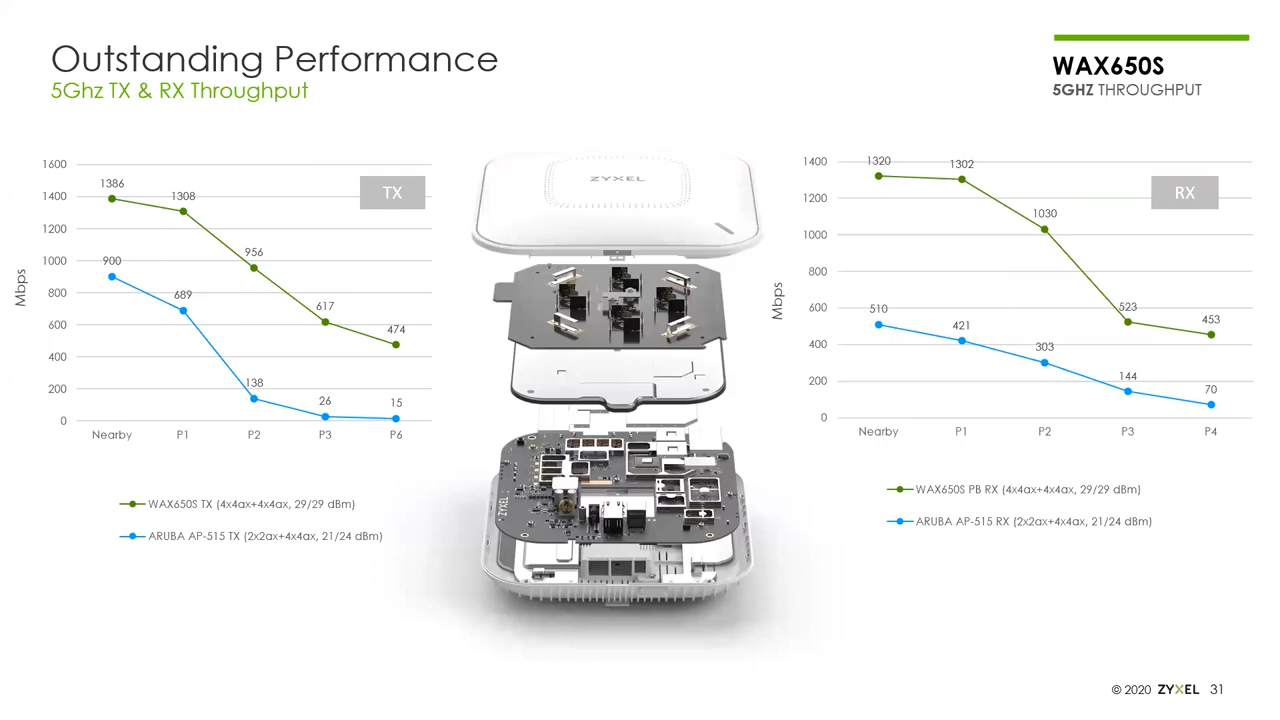 Outstanding Performance
5Ghz TX & RX Throughput
WAX650S
5GHZ THROUGHPUT
TX
Mbps
1600
1400
1200
1000
800
600
400
200
0
1386
1308
956
617
474
900
689
138
26
15
Nearby P1 P2 P3 P6
WAX650S TX (4x4ax+4x4ax, 29/29 dBm)
ARUBA AP-515 TX (2x2ax+4x4ax, 21/24 dBm)
ZYXEL
ZYXEL
RX
Mbps
1400
1200
1000
800
600
400
200
0
1320
1302
1030
523
453
510
421
303
144
70
Nearby P1 P2 P3 P4
WAX650S PB RX (4x4ax+4x4ax, 29/29 dBm)
ARUBA AP-515 RX (2x2ax+4x4ax, 21/24 dBm)
© 2020 ZYXEL 31